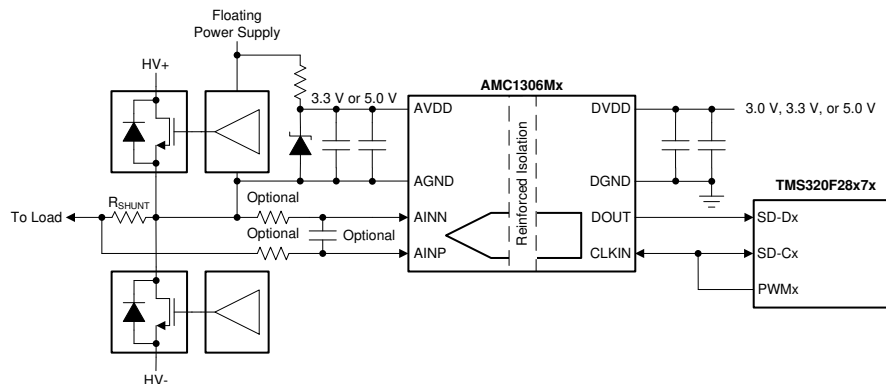 Floating
Power Supply
HV+
AMC1306Mx
3.3 V or 5.0 V
AVDD
DVDD
3.0 V, 3.3 V, or 5.0 V
Reinforced Isolation
AGND
DGND
TMS320F28x7x
Optional
To Load
RSHUNT
AINN
DOUT
SD-Dx
Optional
Optional
AINP
CLKIN
SD-Cx
PWMx
HV-